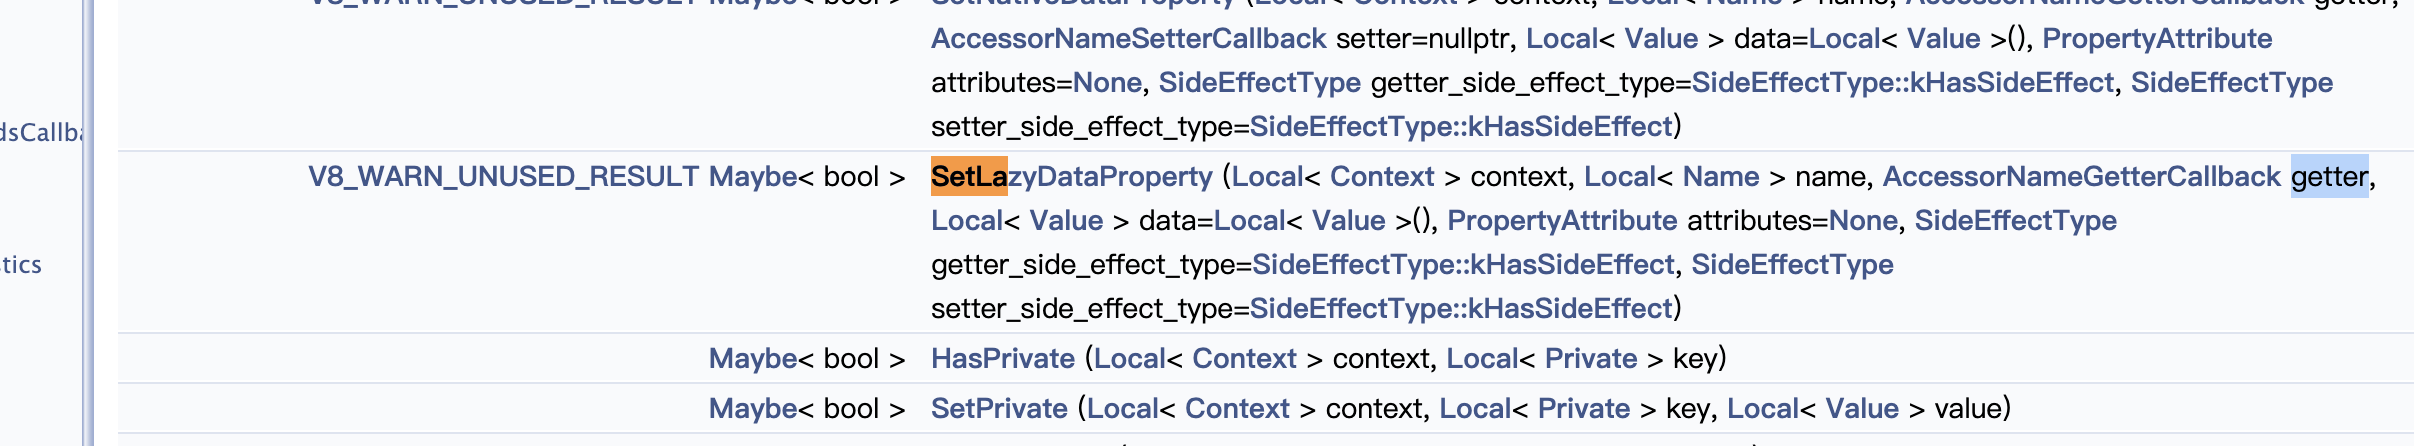 V8_WARN_UNUSED_RESULT Maybe< bool > SetNativeDataProperty (Local< Context > context, Local< Name > name, AccessorNameGetterCallback getter,
AccessorNameSetterCallback setter=nullptr, Local< Value > data=Local< Value >(), PropertyAttribute
attributes=None, SideEffectType getter_side_effect_type=SideEffectType::kHasSideEffect, SideEffectType
setter_side_effect_type=SideEffectType::kHasSideEffect)
dsCallba
V8_WARN_UNUSED_RESULT Maybe< bool > SetLazyDataProperty (Local< Context > context, Local< Name > name, AccessorNameGetterCallback getter,
Local< Value > data=Local< Value >(), PropertyAttribute attributes=None, SideEffectType
getter_side_effect_type=SideEffectType::kHasSideEffect, SideEffectType
tics
setter_side_effect_type=SideEffectType::kHasSideEffect)
Maybe< bool > HasPrivate (Local< Context > context, Local< Private > key)
Maybe< bool > SetPrivate (Local< Context > context, Local< Private > key, Local< Value > value)